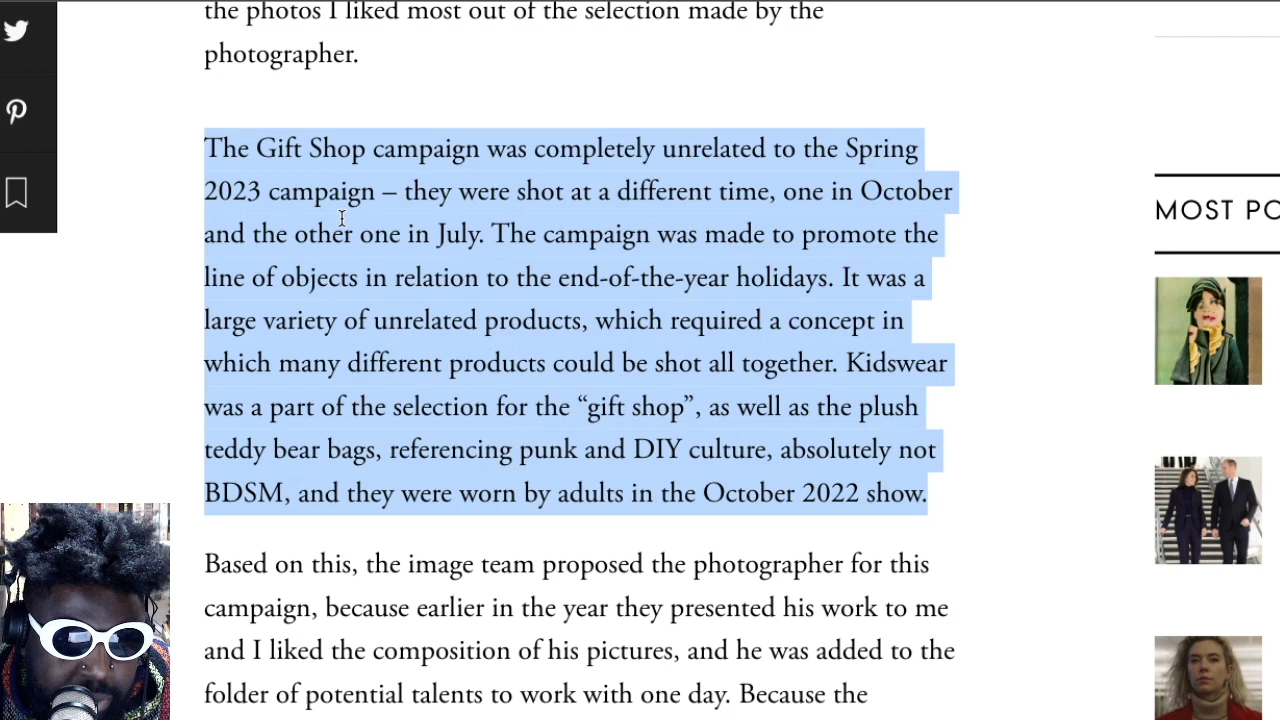 the photos I liked most out of the selection made by the
photographer.
The Gift Shop campaign was completely unrelated to the Spring
2023 campaign – they were shot at a different time, one in October
and the other one in July. The campaign was made to promote the
line of objects in relation to the end-of-the-year holidays. It was a
large variety of unrelated products, which required a concept in
which many different products could be shot all together. Kidswear
was a part of the selection for the “gift shop”, as well as the plush
teddy bear bags, referencing punk and DIY culture, absolutely not
BDSM, and they were worn by adults in the October 2022 show.
Based on this, the image team proposed the photographer for this
campaign, because earlier in the year they presented his work to me
and I liked the composition of his pictures, and he was added to the
folder of potential talents to work with one day. Because the
MOST PO